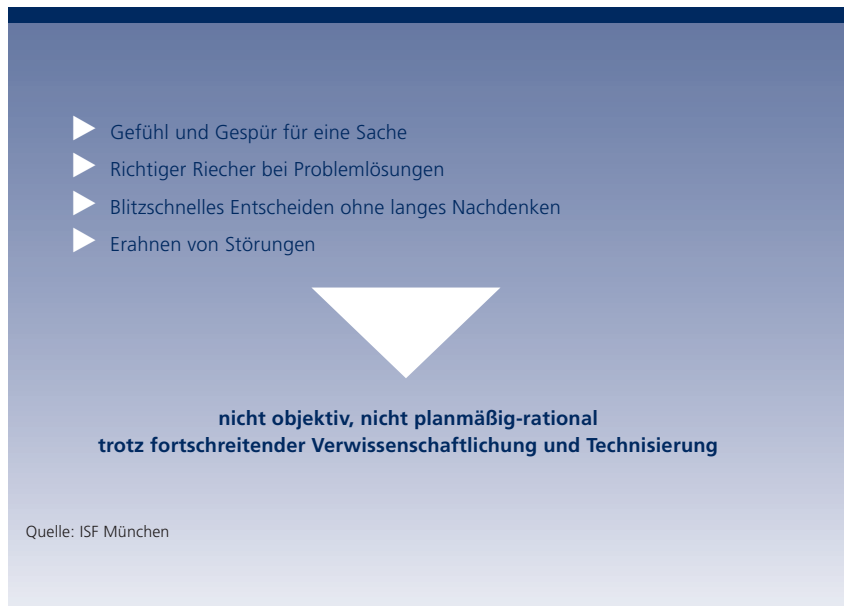 Gefühl und Gespür für eine Sache
Richtiger Riecher bei Problemlösungen
Blitzschnelles Entscheiden ohne langes Nachdenken
Erahnen von Störungen
nicht objektiv, nicht planmäßig-rational
trotz fortschreitender Verwissenschaftlichung und Technisierung
Quelle: ISF München